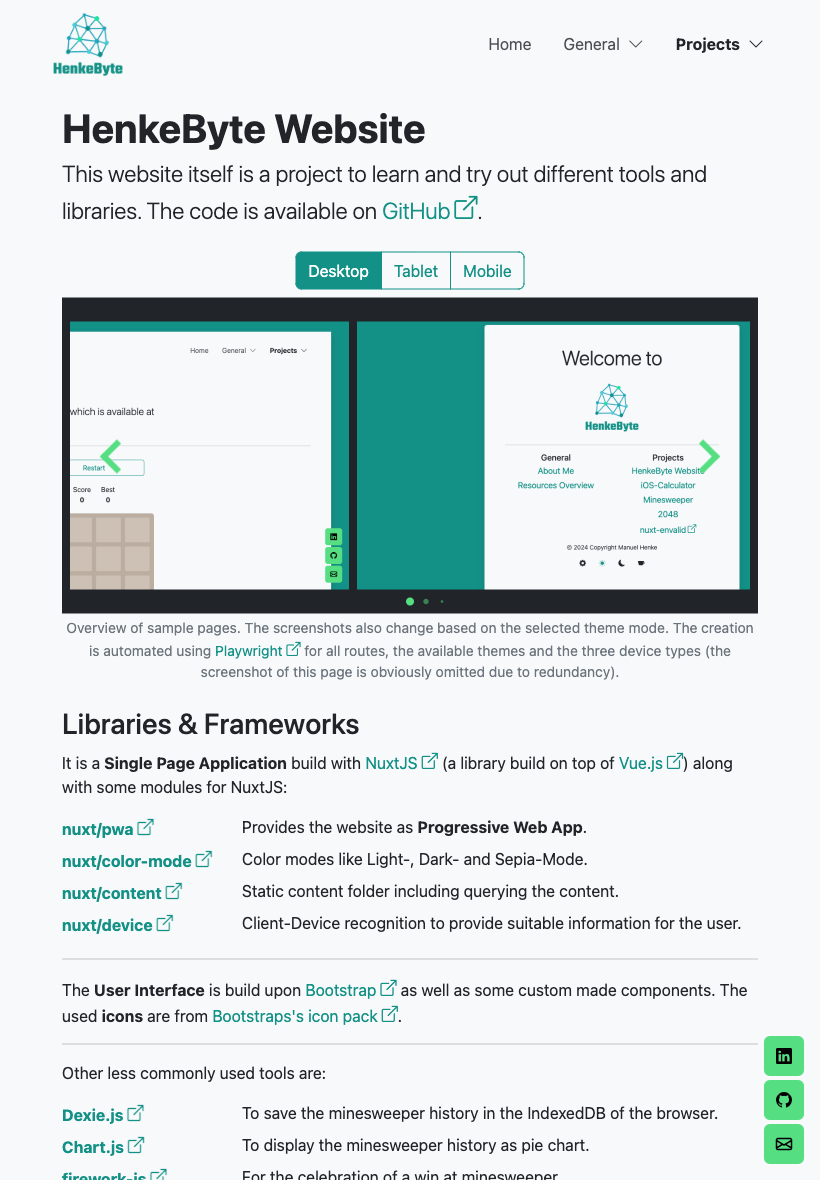 HenkeByte
Home
General
Projects
HenkeByte Website
This website itself is a project to learn and try out different tools and
libraries. The code is available on GitHub.
Desktop
Tablet
Mobile
Home
General
Projects
which is available at
Restart
Score
Best
0
0
Welcome to
HenkeByte
General
Projects
About Me
HenkeByte Website
Resources Overview
iOS-Calculator
Minesweeper
2048
nuxt-envalid
© 2024 Copyright Manuel Henke
Overview of sample pages. The screenshots also change based on the selected theme mode. The creation
is automated using Playwright for all routes, the available themes and the three device types (the
screenshot of this page is obviously omitted due to redundancy).
Libraries & Frameworks
It is a Single Page Application build with NuxtJS (a library build on top of Vue.js) along
with some modules for NuxtJS:
nuxt/pwa
Provides the website as Progressive Web App.
nuxt/color-mode
Color modes like Light-, Dark- and Sepia-Mode.
nuxt/content
Static content folder including querying the content.
nuxt/device
Client-Device recognition to provide suitable information for the user.
The User Interface is build upon Bootstrap as well as some custom made components. The
used icons are from Bootstraps's icon pack.
Other less commonly used tools are:
Dexie.js
To save the minesweeper history in the IndexedDB of the browser.
Chart.js
To display the minesweeper history as pie chart.
firework-js
For the celebration of a win at minesweeper.